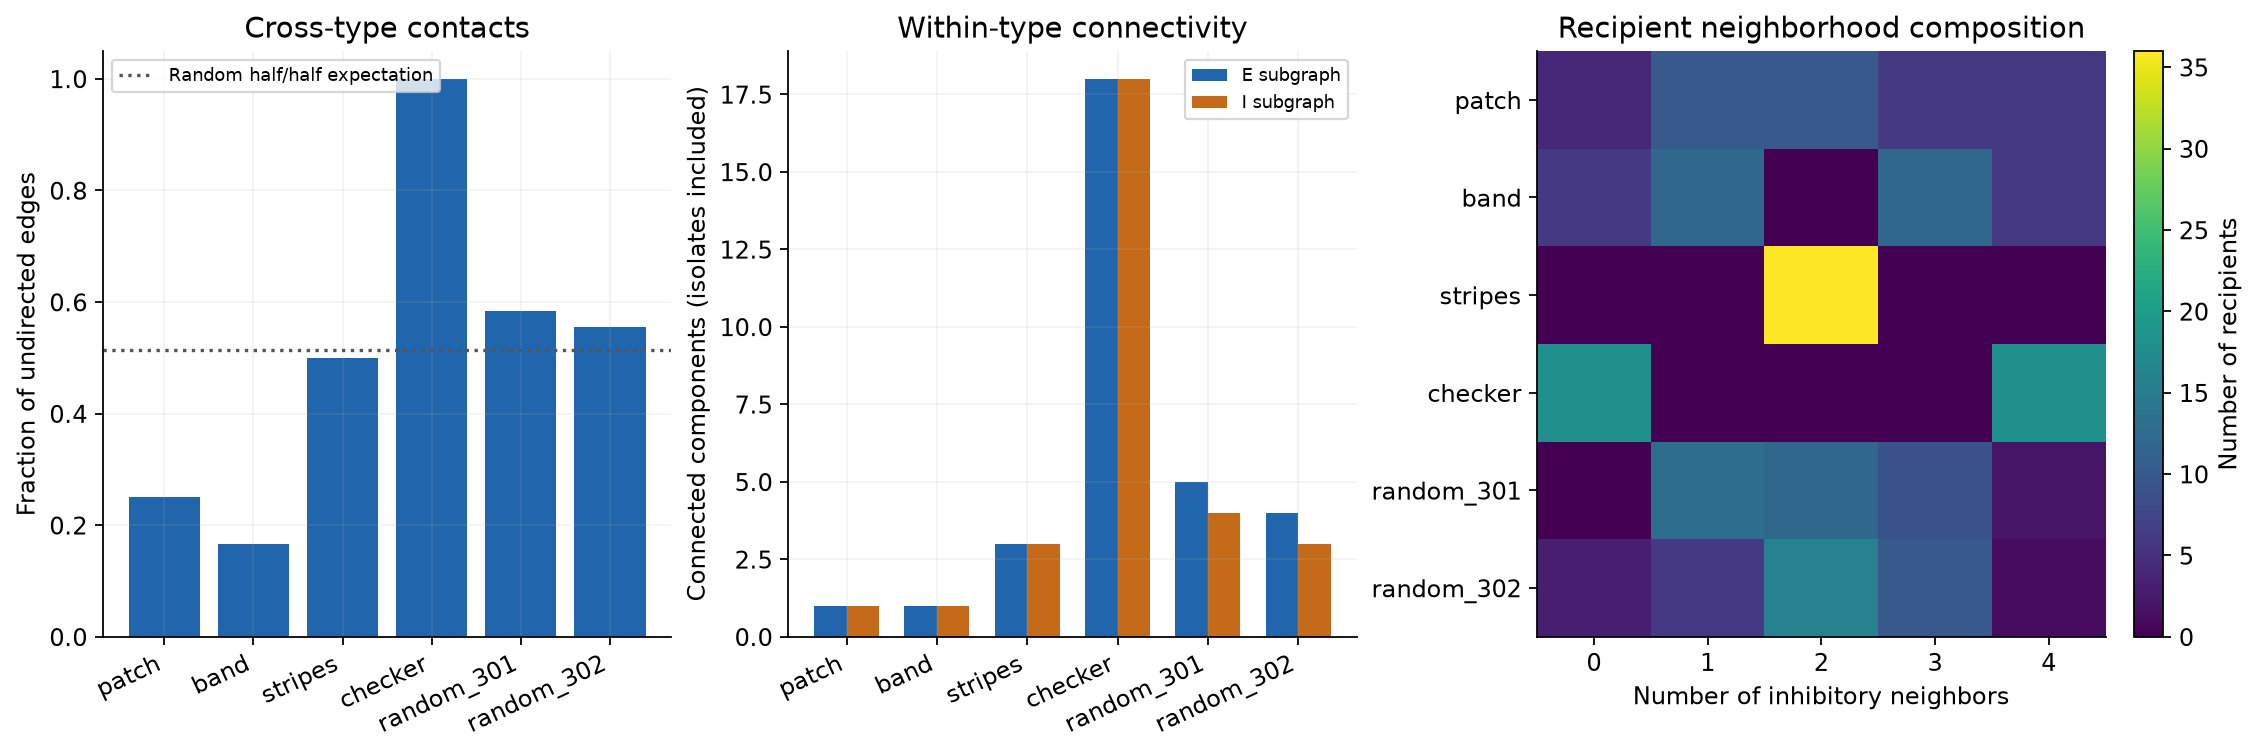 Cross-type contacts
Random half/half expectation
Fraction of undirected edges
1.0
0.8
0.6
0.4
0.2
0.0
patch
band
stripes
checker
random_301
random_302
Within-type connectivity
E subgraph
I subgraph
Connected components (isolates included)
17.5
15.0
12.5
10.0
7.5
5.0
2.5
0.0
patch
band
stripes
checker
random_301
random_302
Recipient neighborhood composition
patch
band
stripes
checker
random_301
random_302
0 1 2 3 4
Number of inhibitory neighbors
35
30
25
20
15
10
5
0
Number of recipients